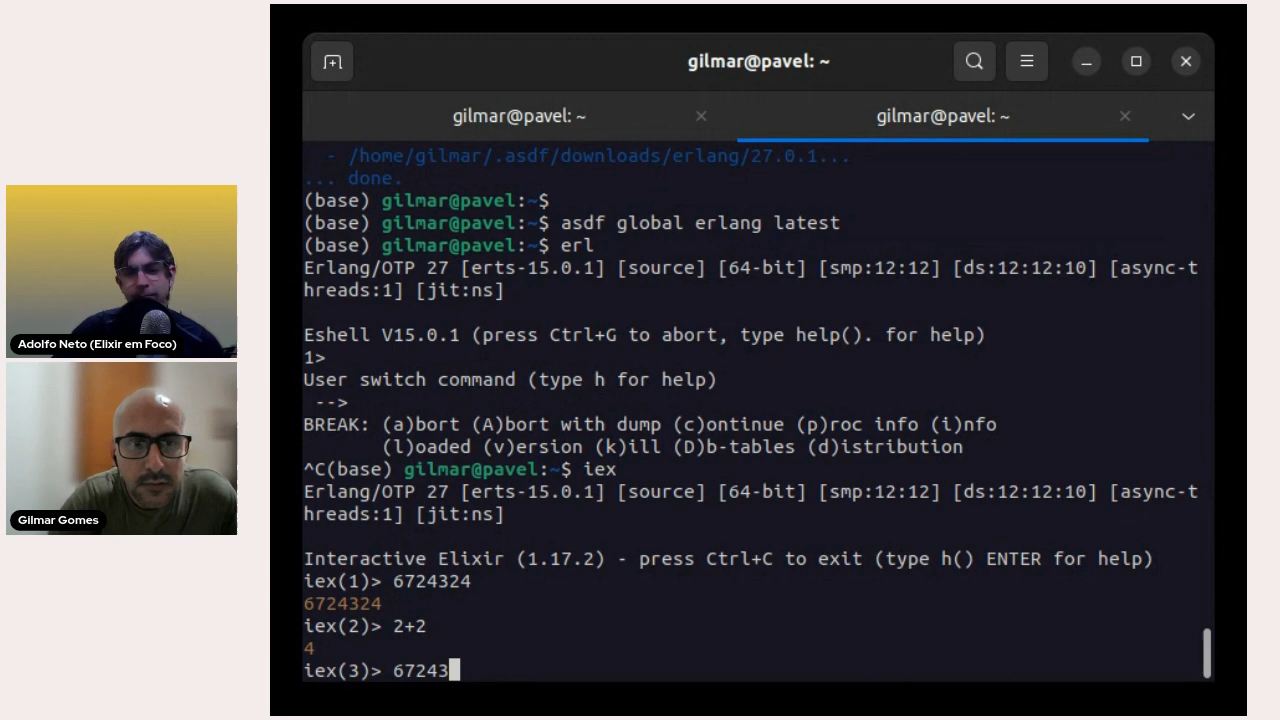 gilmar@pavel: ~
gilmar@pavel: ~
gilmar@pavel: ~
- /home/gilmar/.asdf/downloads/erlang/27.0.1...
... done.
(base) gilmar@pavel:~$
(base) gilmar@pavel:~$ asdf global erlang latest
(base) gilmar@pavel:~$ erl
Erlang/OTP 27 [erts-15.0.1] [source] [64-bit] [smp:12:12] [ds:12:12:10] [async-t
hreads:1] [jit:ns]
Eshell V15.0.1 (press Ctrl+G to abort, type help(). for help)
1>
User switch command (type h for help)
-->
BREAK: (a)bort (A)bort with dump (c)ontinue (p)roc info (i)nfo
(l)oaded (v)ersion (k)ill (D)b-tables (d)istribution
^C(base) gilmar@pavel:~$ iex
Erlang/OTP 27 [erts-15.0.1] [source] [64-bit] [smp:12:12] [ds:12:12:10] [async-t
hreads:1] [jit:ns]
Interactive Elixir (1.17.2) - press Ctrl+C to exit (type h() ENTER for help)
iex(1)> 6724324
6724324
iex(2)> 2+2
4
iex(3)> 67243
Adolfo Neto (Elixir em Foco)
Gilmar Gomes